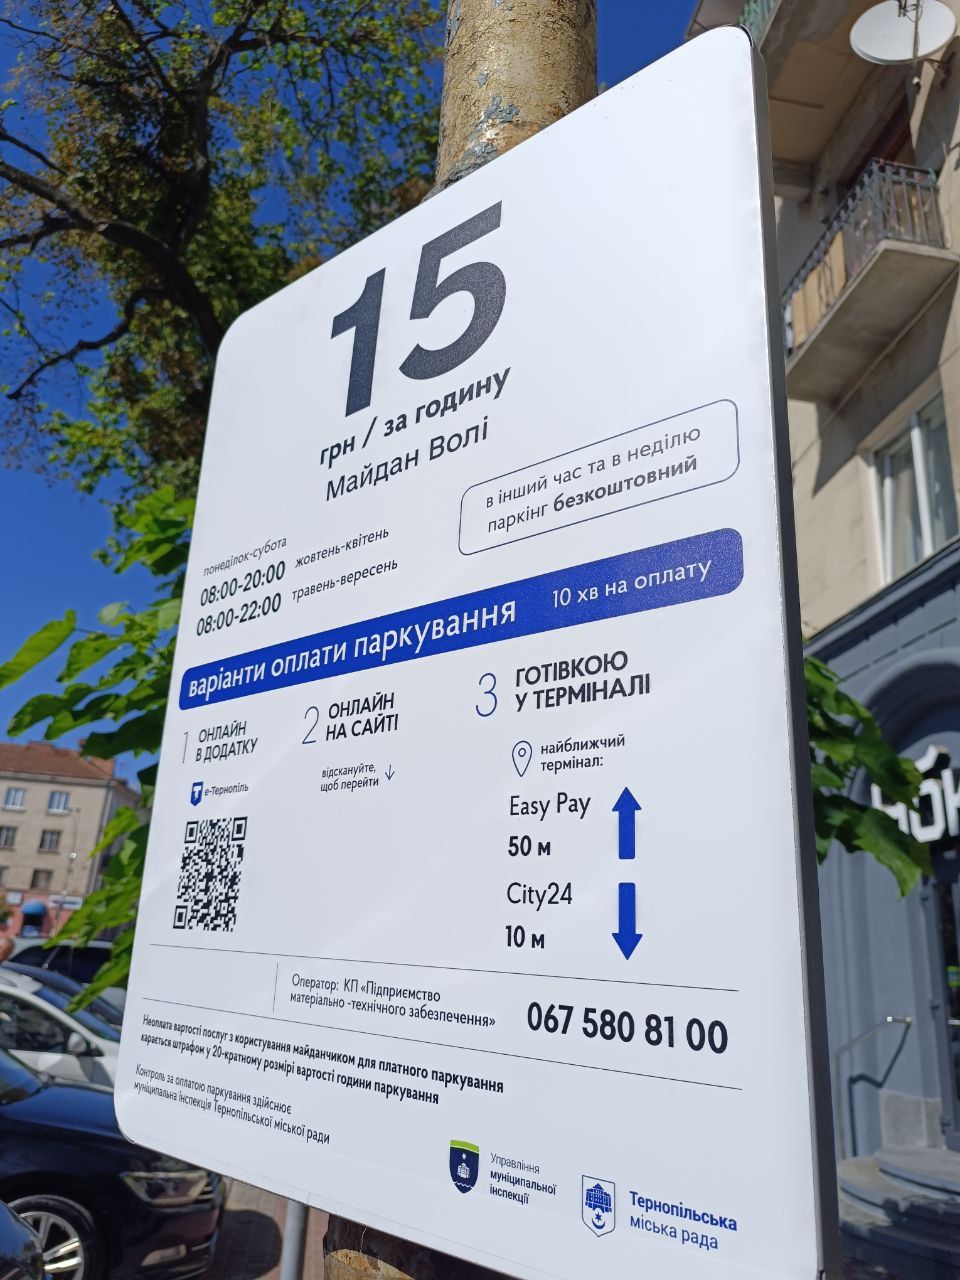 15
грн / за годину
Майдан Волі
в інший час та в неділю
паркінг безкоштовний
понеділок-субота
08:00-20:00 жовтень-квітень
08:00-22:00 травень-вересень
варіанти оплати паркування 10 хв на оплату
1 ОНЛАЙН
В ДОДАТКУ
е-Тернопіль
2 ОНЛАЙН
НА САЙТІ
відскануйте,
щоб перейти
3 ГОТІВКОЮ
У ТЕРМІНАЛІ
найближчий
термінал:
Easy Pay
50 м
City24
10 м
Оператор: КП «Підприємство
матеріально -технічного забезпечення»
067 580 81 00
Неоплата вартості послуг з користування майданчиком для платного паркування
карається штрафом у 20-кратному розмірі вартості години паркування
Контроль за оплатою паркування здійснює
муніципальна інспекція Тернопільської міської ради
Управління
муніципальної
інспекції
Тернопільська
міська рада